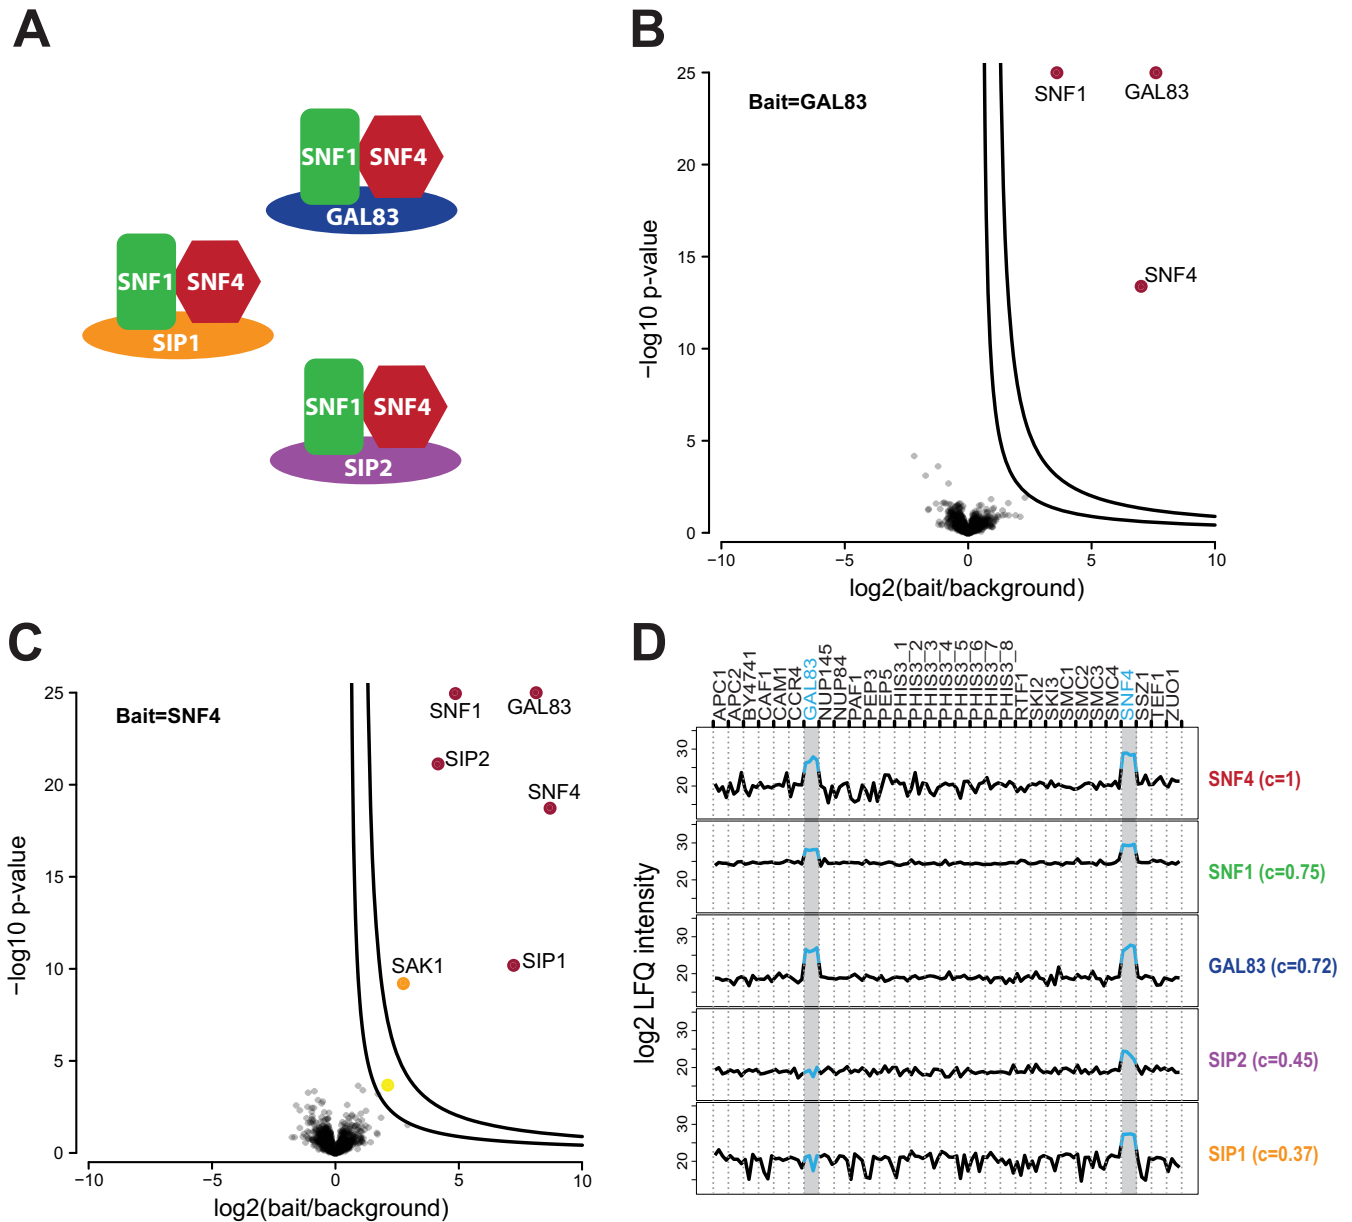 A
SNF1 SNF4
GAL83
SNF1 SNF4
SIP1
SNF1 SNF4
SIP2
B
Bait=GAL83
SNF1
GAL83
SNF4
25
20
15
10
5
0
−log10 p-value
−10 −5 0 5 10
log2(bait/background)
C
Bait=SNF4
SNF1
GAL83
SIP2
SNF4
SAK1
SIP1
25
20
15
10
5
0
−log10 p-value
−10 −5 0 5 10
log2(bait/background)
D
APC1
APC2
BY4741
CAF1
CAM1
CCR4
GAL83
NUP145
NUP84
PAF1
PEP3
PEP5
PHIS3_1
PHIS3_2
PHIS3_3
PHIS3_4
PHIS3_5
PHIS3_6
PHIS3_7
PHIS3_8
RTF1
SKI2
SKI3
SMC1
SMC2
SMC3
SMC4
SNF4
SSZ1
TEF1
ZUO1
log2 LFQ intensity
30
20
SNF4 (c=1)
30
20
SNF1 (c=0.75)
30
20
GAL83 (c=0.72)
30
20
SIP2 (c=0.45)
30
20
SIP1 (c=0.37)